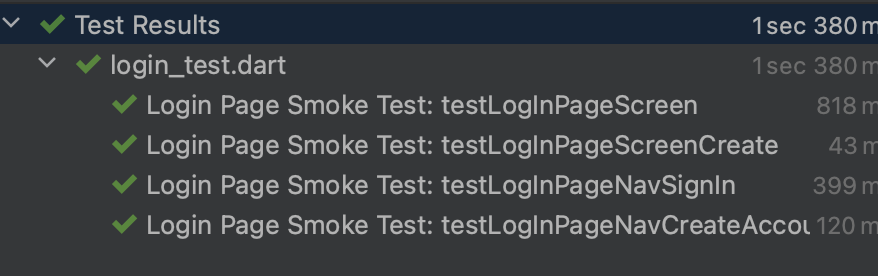 Test Results 1 sec 380 m
login_test.dart 1 sec 380 m
Login Page Smoke Test: testLogInPageScreen 818 m
Login Page Smoke Test: testLogInPageScreenCreate 43 m
Login Page Smoke Test: testLogInPageNavSignIn 399 m
Login Page Smoke Test: testLogInPageNavCreateAccou 120 m